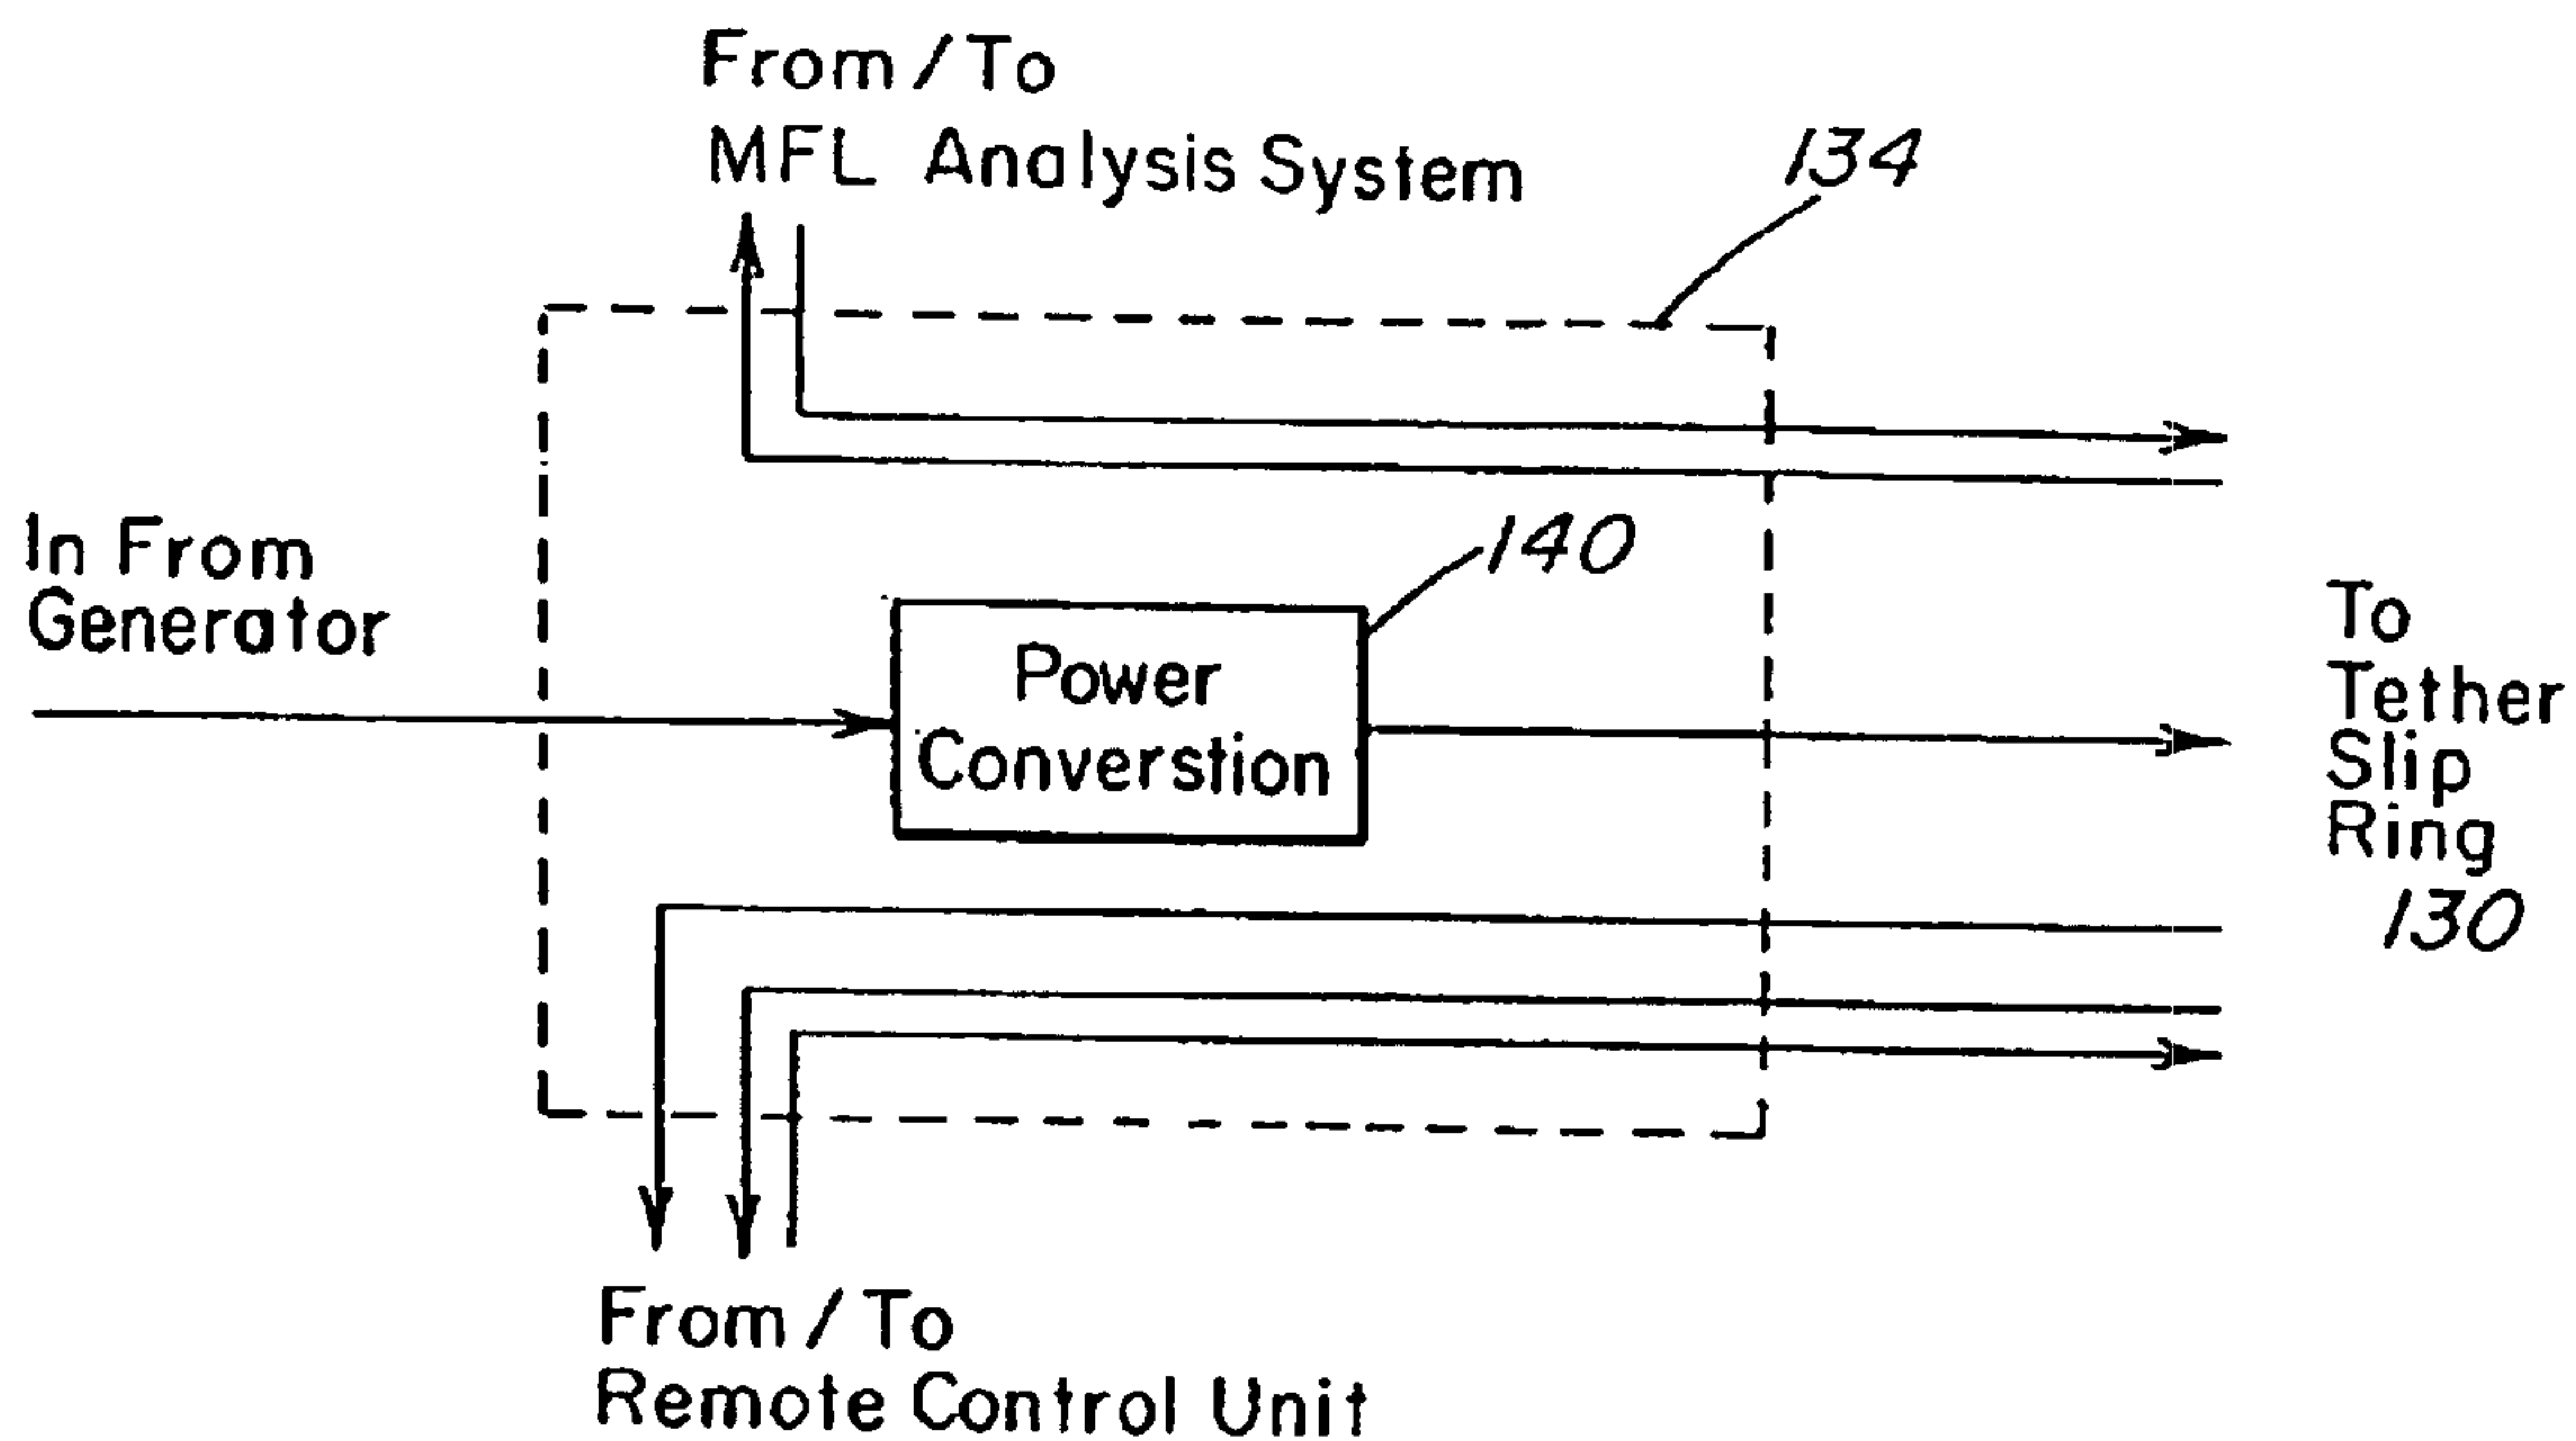 From / To
MFL Analysis System
134
In From
Generator
140
Power
Converstion
To
Tether
Slip
Ring
130
From / To
Remote Control Unit